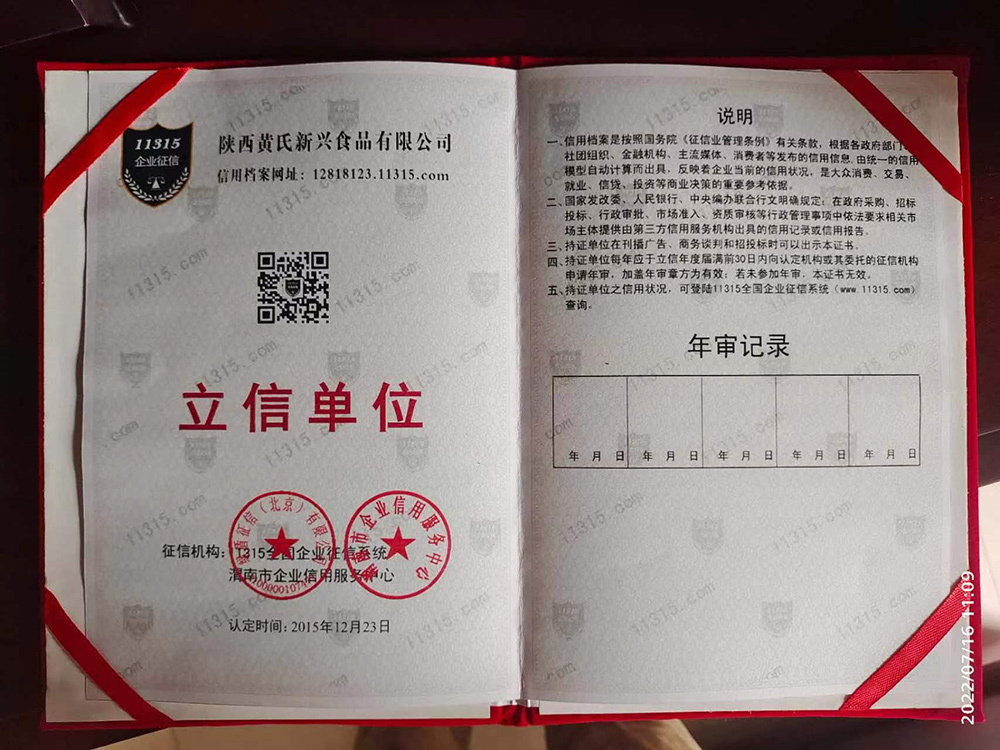 11315
企业征信
陕西黄氏新兴食品有限公司
信用档案网址：12818123.11315.com
立信单位
征信机构：11315全国企业征信系统
渭南市企业信用服务中心
认定时间：2015年12月23日
征信（北京）有限公司
渭南市企业信用服务中心
说明
一、信用档案是按照国务院《征信业管理条例》有关条款，根据各政府部门、
社团组织、金融机构、主流媒体、消费者等发布的信用信息，由统一的信用
模型自动计算而出具，反映着企业当前的信用状况，是大众消费、交易、
就业、信贷、投资等商业决策的重要参考依据。
二、国家发改委、人民银行、中央编办联合行文明确规定：在政府采购、招标
投标、行政审批、市场准入、资质审核等行政管理事项中依法要求相关市
场主体提供由第三方信用服务机构出具的信用记录或信用报告。
三、持证单位在刊播广告、商务谈判和招投标时可以出示本证书。
四、持证单位每年应于立信年度届满前30日内向认定机构或其委托的征信机构
申请年审，加盖年审章方为有效；若未参加年审，本证书无效。
五、持证单位之信用状况，可登陆11315全国企业征信系统（www.11315.com）
查询。
年审记录
年 月 日 年 月 日 年 月 日 年 月 日 年 月 日
11315.com
2022/07/16 11:09